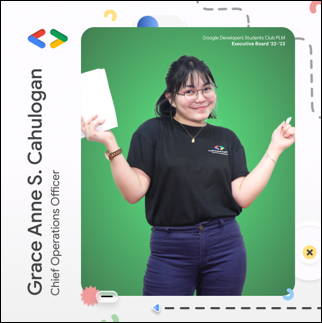 Google Developers Students Club PLM
Executive Board '22-'23
Grace Anne S. Cahulogan
Chief Operations Officer